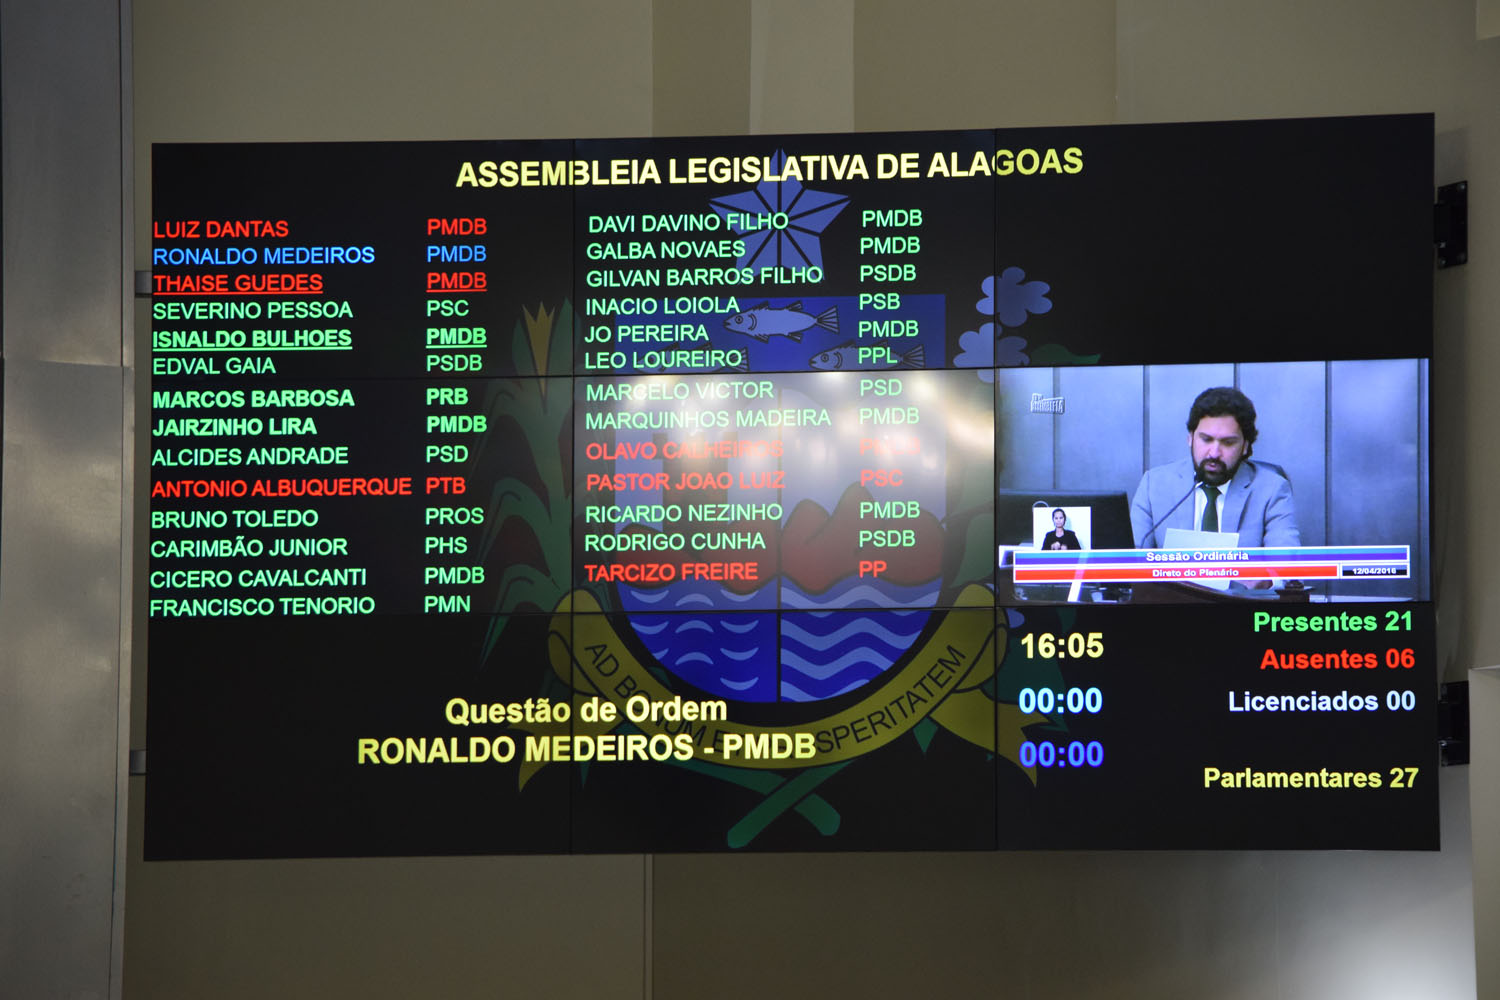 ASSEMBLEIA LEGISLATIVA DE ALAGOAS
LUIZ DANTAS PMDB
RONALDO MEDEIROS PMDB
THAISE GUEDES PMDB
SEVERINO PESSOA PSC
ISNALDO BULHOES PMDB
EDVAL GAIA PSDB
MARCOS BARBOSA PRB
JAIRZINHO LIRA PMDB
ALCIDES ANDRADE PSD
ANTONIO ALBUQUERQUE PTB
BRUNO TOLEDO PROS
CARIMBÃO JUNIOR PHS
CICERO CAVALCANTI PMDB
FRANCISCO TENORIO PMN
DAVI DAVINO FILHO PMDB
GALBA NOVAES PMDB
GILVAN BARROS FILHO PSDB
INACIO LOIOLA PSB
JO PEREIRA PMDB
LEO LOUREIRO PPL
MARCELO VICTOR PSD
MARQUINHOS MADEIRA PMDB
OLAVO CALHEIROS
PASTOR JOAO LUIZ PSC
RICARDO NEZINHO PMDB
RODRIGO CUNHA PSDB
TARCIZO FREIRE PP
Sessão Ordinária
Direto do Plenário 12/04/2016
16:05
00:00
00:00
Presentes 21
Ausentes 06
Licenciados 00
Parlamentares 27
Questão de Ordem
RONALDO MEDEIROS - PMDB